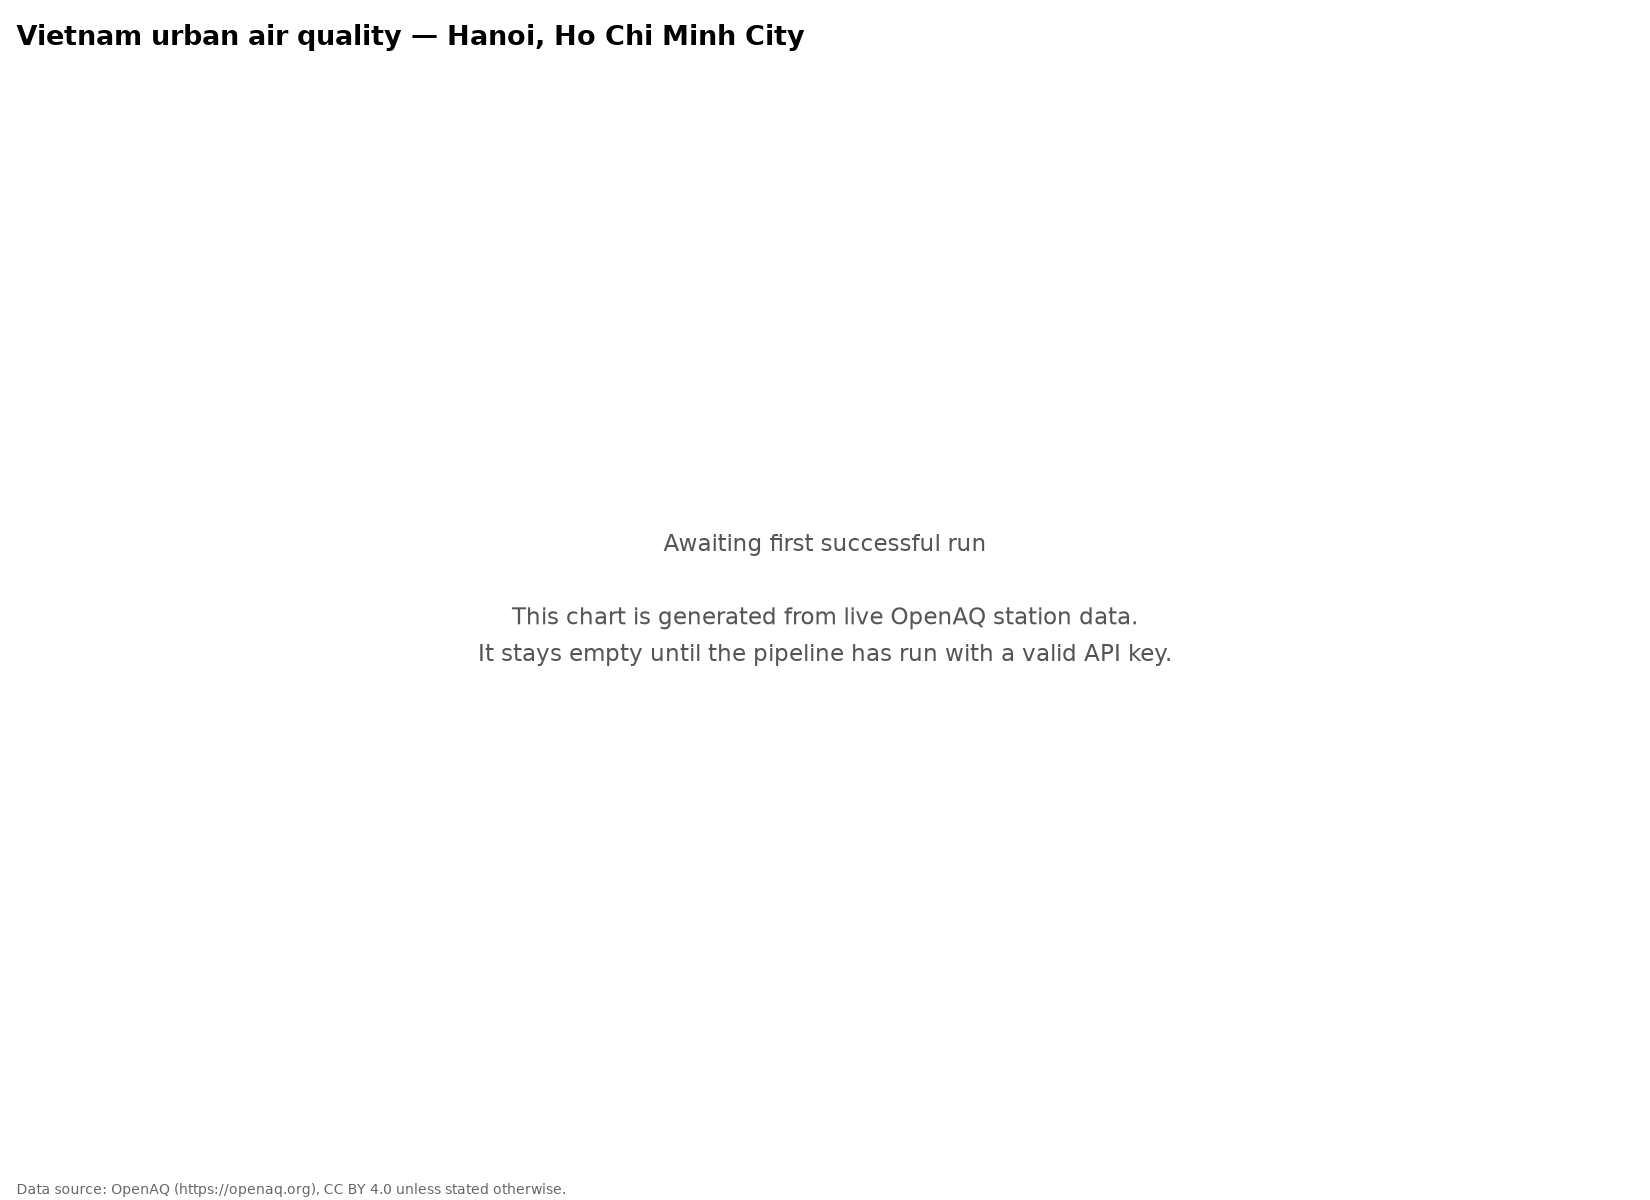 Vietnam urban air quality — Hanoi, Ho Chi Minh City
Awaiting first successful run
This chart is generated from live OpenAQ station data.
It stays empty until the pipeline has run with a valid API key.
Data source: OpenAQ (https://openaq.org), CC BY 4.0 unless stated otherwise.